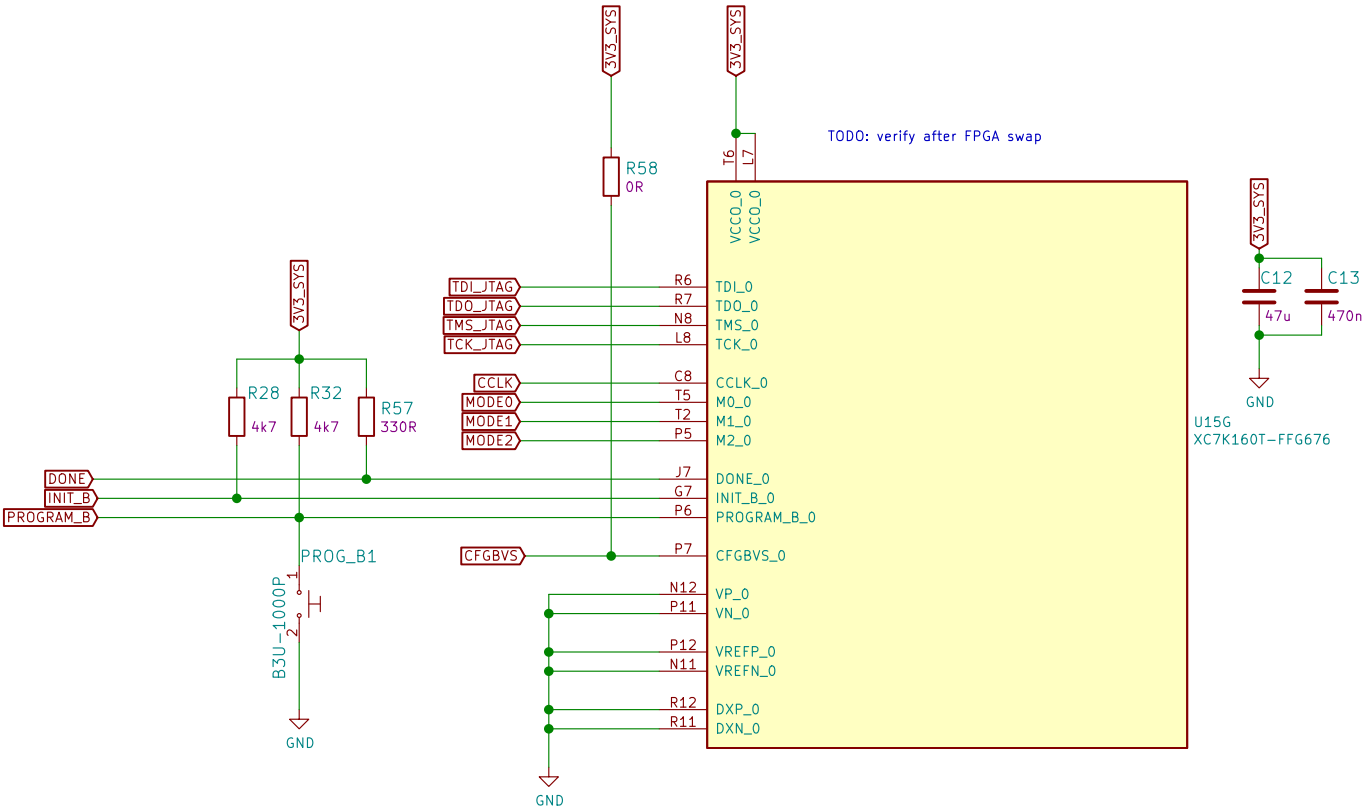 3V3_SYS
3V3_SYS
TODO: verify after FPGA swap
T6
L7
R58
0R
VCCO_0
VCCO_0
3V3_SYS
C12
47u
C13
470n
GND
3V3_SYS
TDI_JTAG
R6
TDI_0
TDO_JTAG
R7
TDO_0
TMS_JTAG
N8
TMS_0
TCK_JTAG
L8
TCK_0
CCLK
C8
CCLK_0
MODE0
T5
M0_0
MODE1
T2
M1_0
MODE2
P5
M2_0
R28
4k7
R32
4k7
R57
330R
U15G
XC7K160T-FFG676
DONE
J7
DONE_0
INIT_B
G7
INIT_B_0
PROGRAM_B
P6
PROGRAM_B_0
CFGBVS
P7
CFGBVS_0
PROG_B1
1
2
B3U-1000P
GND
N12
VP_0
P11
VN_0
P12
VREFP_0
N11
VREFN_0
R12
DXP_0
R11
DXN_0
GND